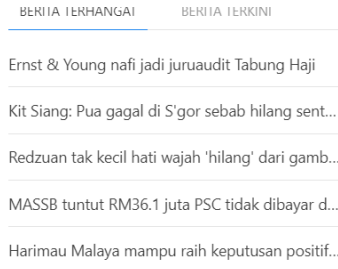 BERITA TERHANGAT BERITA TERKINI
Ernst & Young nafi jadi juruaudit Tabung Haji
Kit Siang: Pua gagal di S'gor sebab hilang sent...
Redzuan tak kecil hati wajah 'hilang' dari gamb...
MASSB tuntut RM36.1 juta PSC tidak dibayar d...
Harimau Malaya mampu raih keputusan positif...